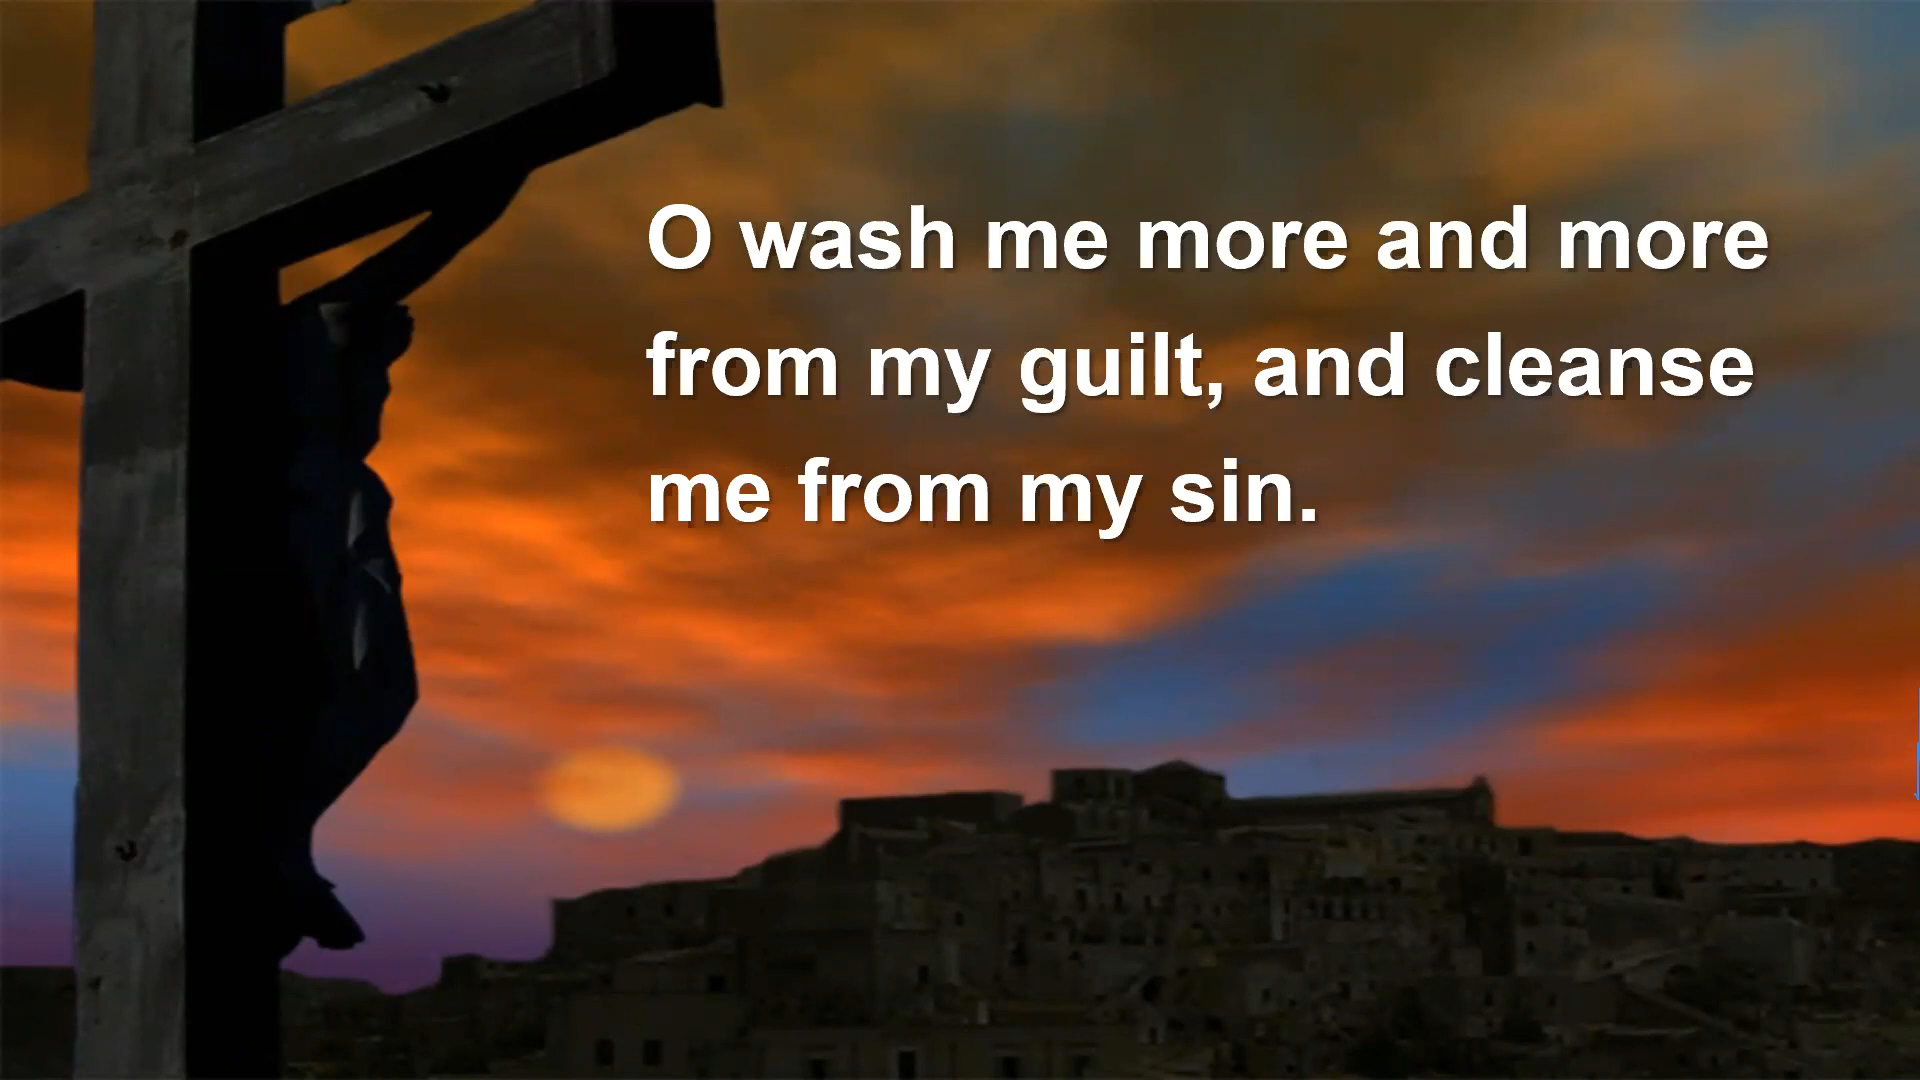 O wash me more and more
from my guilt, and cleanse
me from my sin.